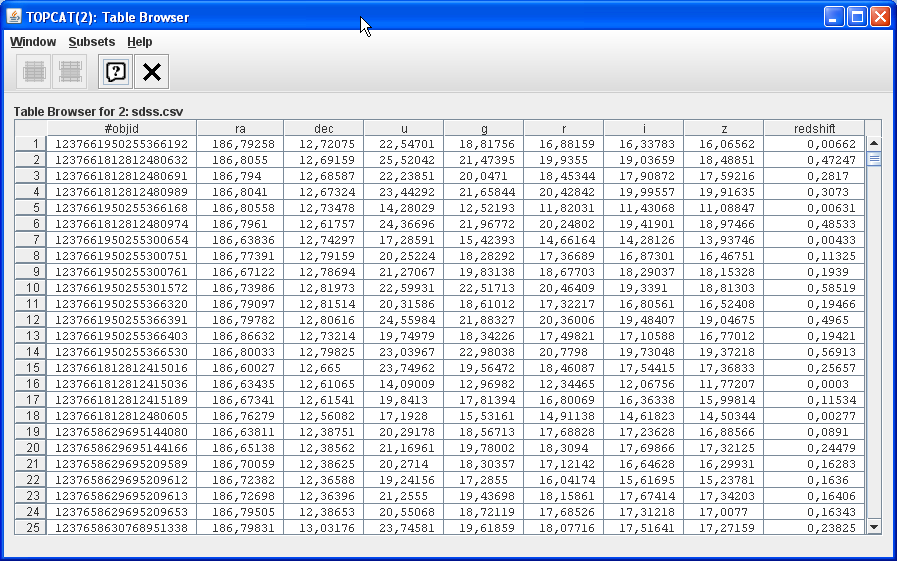 TOPCAT(2): Table Browser
Window Subsets Help
Table Browser for 2: sdss.csv
#objid ra dec u g r i z redshift
1 1237661950255366192 186,79258 12,72075 22,54701 18,81756 16,88159 16,33783 16,06562 0,00662
2 1237661812812480632 186,8055 12,69159 25,52042 21,47395 19,9355 19,03659 18,48851 0,47247
3 1237661812812480691 186,794 12,68587 22,23851 20,0471 18,45344 17,90872 17,59216 0,2817
4 1237661812812480989 186,8041 12,67324 23,44292 21,65844 20,42842 19,99557 19,91635 0,3073
5 1237661950255366168 186,80558 12,73478 14,28029 12,52193 11,82031 11,43068 11,08847 0,00631
6 1237661812812480974 186,7961 12,61757 24,36696 21,96772 20,24802 19,41901 18,97466 0,48533
7 1237661950255300654 186,63836 12,74297 17,28591 15,42393 14,66164 14,28126 13,93746 0,00433
8 1237661950255300751 186,77391 12,79159 20,25224 18,28292 17,36689 16,87301 16,46751 0,11325
9 1237661950255300761 186,67122 12,78694 21,27067 19,83138 18,67703 18,29037 18,15328 0,1939
10 1237661950255301572 186,73986 12,81973 22,59931 22,51713 20,46409 19,3391 18,81303 0,58519
11 1237661950255366320 186,79097 12,81514 20,31586 18,61012 17,32217 16,80561 16,52408 0,19466
12 1237661950255366391 186,79782 12,80616 24,55984 21,88327 20,36006 19,48407 19,04675 0,4965
13 1237661950255366403 186,86632 12,73214 19,74979 18,34226 17,49821 17,10588 16,77012 0,19421
14 1237661950255366530 186,80033 12,79825 23,03967 22,98038 20,7798 19,73048 19,37218 0,56913
15 1237661812812415016 186,60027 12,665 23,74962 19,56472 18,46087 17,54415 17,36833 0,25657
16 1237661812812415036 186,63435 12,61065 14,09009 12,96982 12,34465 12,06756 11,77207 0,0003
17 1237661812812415189 186,67341 12,61541 19,8413 17,81394 16,80069 16,36338 15,99814 0,11534
18 1237661812812480605 186,76279 12,56082 17,1928 15,53161 14,91138 14,61823 14,50344 0,00277
19 1237658629695144080 186,63811 12,38751 20,29178 18,56713 17,68828 17,23628 16,88566 0,0891
20 1237658629695144166 186,65138 12,38562 21,16961 19,78002 18,3094 17,69866 17,32125 0,24479
21 1237658629695209589 186,70059 12,38625 20,2714 18,30357 17,12142 16,64628 16,29931 0,16283
22 1237658629695209612 186,72382 12,36588 19,24156 17,2855 16,04174 15,61695 15,23781 0,1636
23 1237658629695209613 186,72698 12,36396 21,2555 19,43698 18,15861 17,67414 17,34203 0,16406
24 1237658629695209653 186,79505 12,38653 20,55068 18,72119 17,68526 17,31218 17,0077 0,16343
25 1237658630768951338 186,79831 13,03176 23,74581 19,61859 18,07716 17,51641 17,27159 0,23825